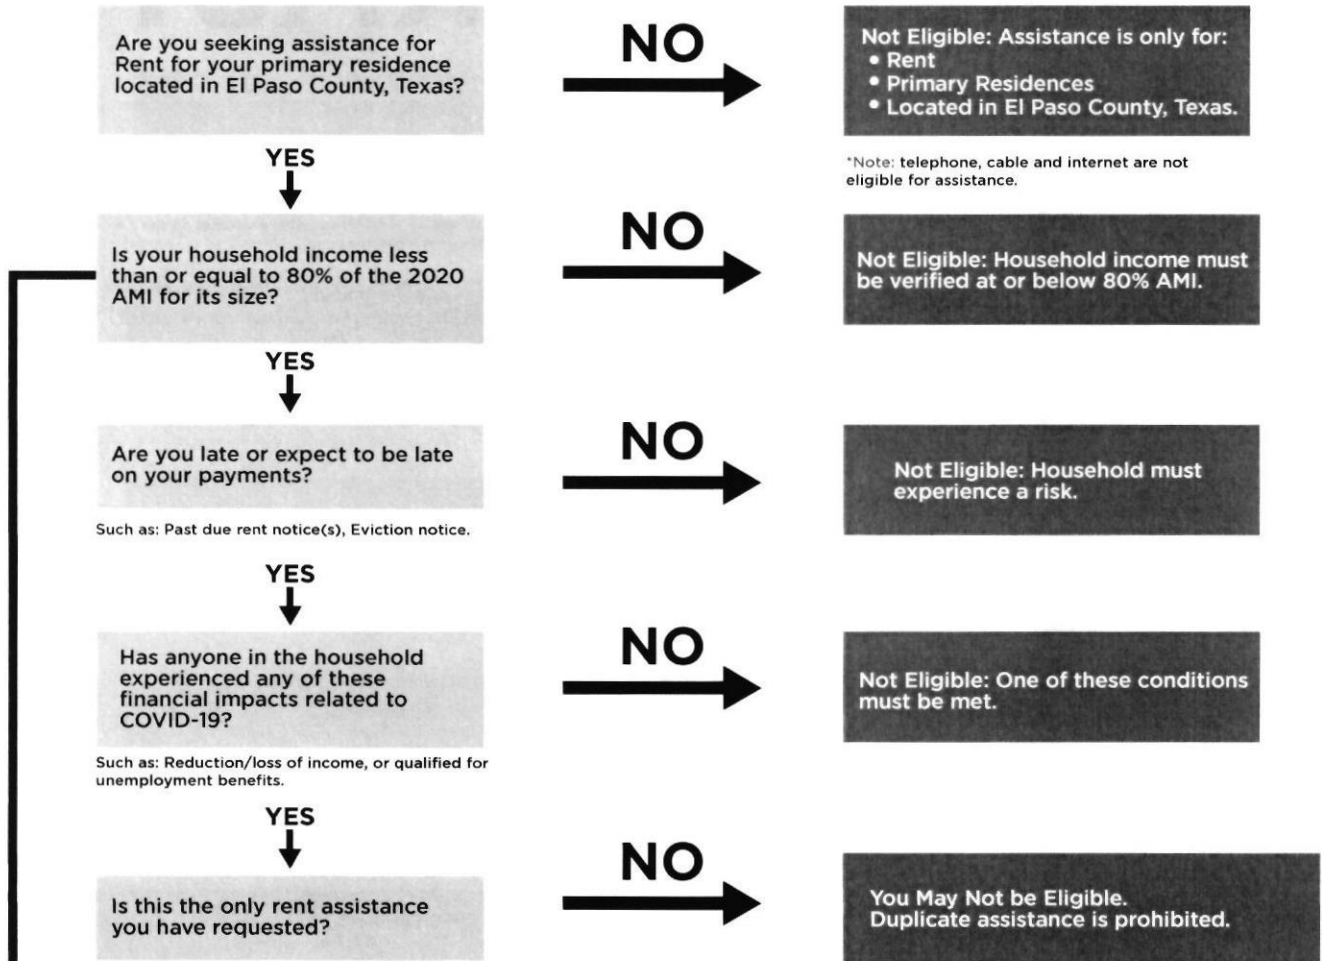 Are you seeking assistance for
Rent for your primary residence
located in El Paso County, Texas?
NO
Not Eligible: Assistance is only for:
• Rent
• Primary Residences
• Located in El Paso County, Texas.
*Note: telephone, cable and internet are not
eligible for assistance.
YES
Is your household income less
than or equal to 80% of the 2020
AMI for its size?
NO
Not Eligible: Household income must
be verified at or below 80% AMI.
YES
Are you late or expect to be late
on your payments?
Such as: Past due rent notice(s), Eviction notice.
NO
Not Eligible: Household must
experience a risk.
YES
Has anyone in the household
experienced any of these
financial impacts related to
COVID-19?
Such as: Reduction/loss of income, or qualified for
unemployment benefits.
NO
Not Eligible: One of these conditions
must be met.
YES
Is this the only rent assistance
you have requested?
NO
You May Not be Eligible.
Duplicate assistance is prohibited.